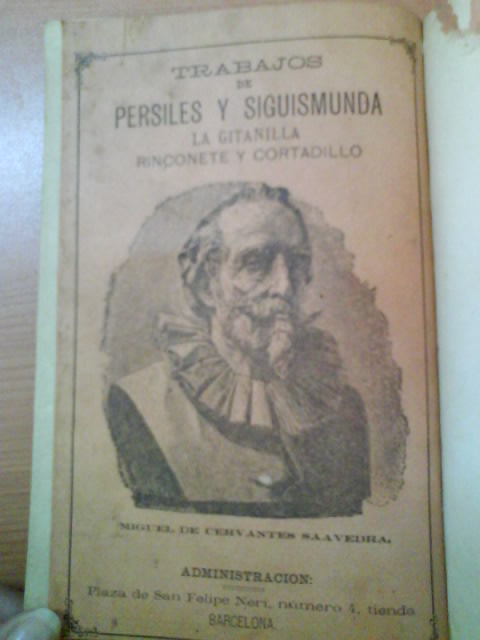 TRABAJOS
DE
PERSILES Y SIGUISMUNDA
LA GITANILLA
RINCONETE Y CORTADILLO
MIGUEL DE CERVANTES SAAVEDRA.
ADMINISTRACION:
Plaza de San Felipe Neri, número 4, tienda
BARCELONA.